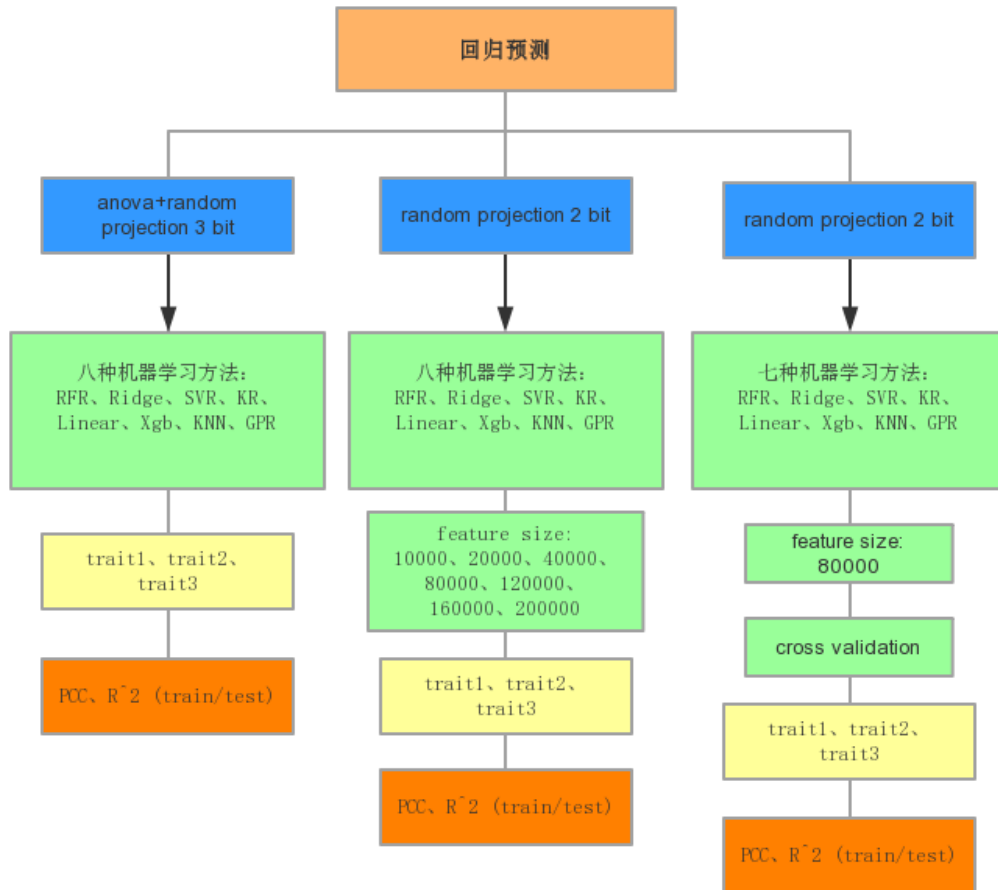 回归预测
anova+random
projection 3 bit
random projection 2 bit
random projection 2 bit
八种机器学习方法:
RFR、Ridge、SVR、KR、
Linear、Xgb、KNN、GPR
八种机器学习方法:
RFR、Ridge、SVR、KR、
Linear、Xgb、KNN、GPR
七种机器学习方法:
RFR、Ridge、SVR、KR、
Linear、Xgb、KNN、GPR
trait1、trait2、
trait3
PCC、R^2 (train/test)
feature size:
10000、20000、40000、
80000、120000、
160000、200000
trait1、trait2、
trait3
PCC、R^2 (train/test)
feature size:
80000
cross validation
trait1、trait2、
trait3
PCC、R^2 (train/test)